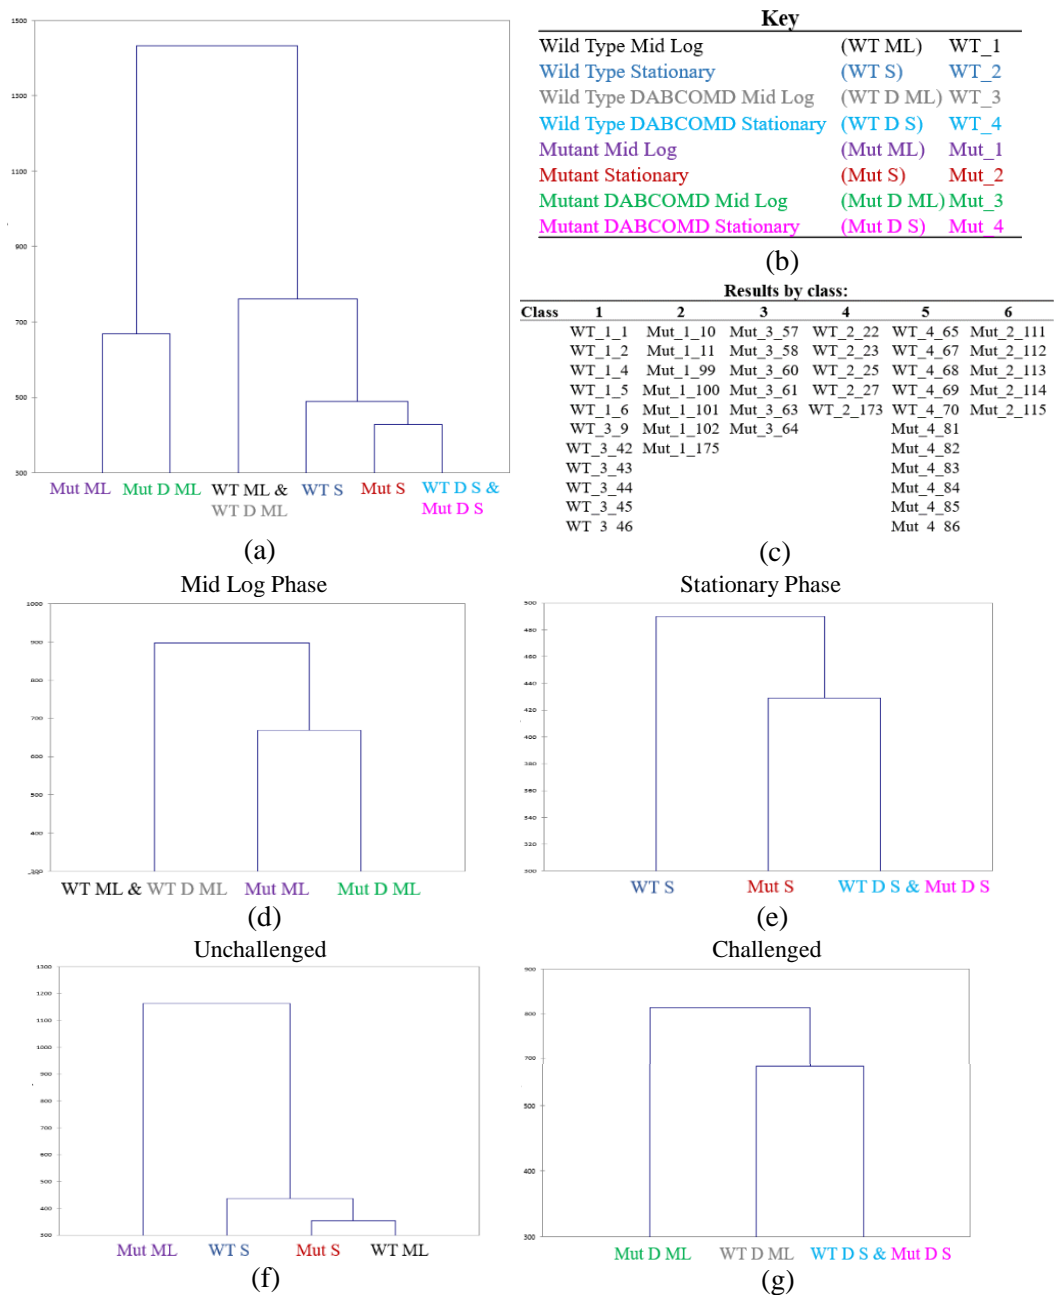 1500
1300
1100
900
700
500
300
Mut ML Mut D ML WT ML & WT S Mut S WT D S &
WT D ML Mut D S
(a)
Key
Wild Type Mid Log (WT ML) WT_1
Wild Type Stationary (WT S) WT_2
Wild Type DABCOMD Mid Log (WT D ML) WT_3
Wild Type DABCOMD Stationary (WT D S) WT_4
Mutant Mid Log (Mut ML) Mut_1
Mutant Stationary (Mut S) Mut_2
Mutant DABCOMD Mid Log (Mut D ML) Mut_3
Mutant DABCOMD Stationary (Mut D S) Mut_4
(b)
Results by class:
Class 1 2 3 4 5 6
WT_1_1 Mut_1_10 Mut_3_57 WT_2_22 WT_4_65 Mut_2_111
WT_1_2 Mut_1_11 Mut_3_58 WT_2_23 WT_4_67 Mut_2_112
WT_1_4 Mut_1_99 Mut_3_60 WT_2_25 WT_4_68 Mut_2_113
WT_1_5 Mut_1_100 Mut_3_61 WT_2_27 WT_4_69 Mut_2_114
WT_1_6 Mut_1_101 Mut_3_63 WT_2_173 WT_4_70 Mut_2_115
WT_3_9 Mut_1_102 Mut_3_64 Mut_4_81
WT_3_42 Mut_1_175 Mut_4_82
WT_3_43 Mut_4_83
WT_3_44 Mut_4_84
WT_3_45 Mut_4_85
WT_3_46 Mut_4_86
(c)
Mid Log Phase
1000
900
800
700
600
500
400
300
WT ML & WT D ML Mut ML Mut D ML
(d)
Stationary Phase
500
480
460
440
420
400
380
360
340
320
300
WT S Mut S WT D S & Mut D S
(e)
Unchallenged
1300
1200
1100
1000
900
800
700
600
500
400
300
Mut ML WT S Mut S WT ML
(f)
Challenged
900
800
700
500
400
300
Mut D ML WT D ML WT D S & Mut D S
(g)